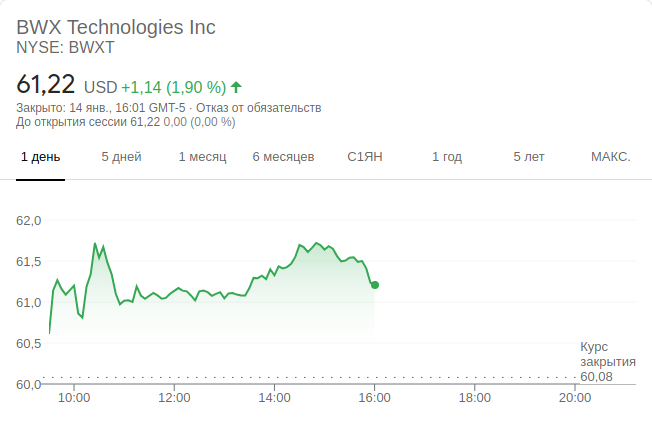 BWX Technologies Inc
NYSE: BWXT
61,22 USD +1,14 (1,90 %)
Закрыто: 14 янв., 16:01 GMT-5 · Отказ от обязательств
До открытия сессии 61,22 0,00 (0,00 %)
1 день 5 дней 1 месяц 6 месяцев С1ЯН 1 год 5 лет МАКС.
62,0
61,5
61,0
60,5
60,0
Курс
закрытия
60,08
10:00 12:00 14:00 16:00 18:00 20:00